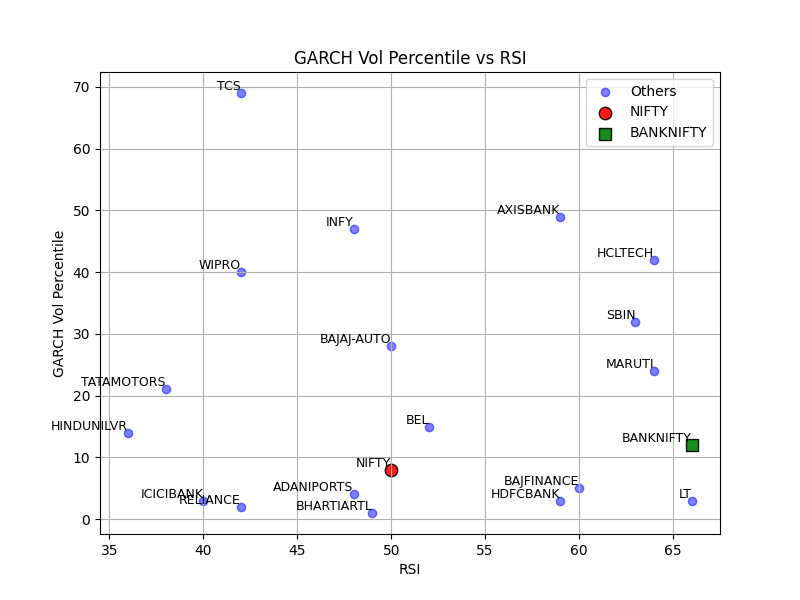 GARCH Vol Percentile vs RSI
Others
NIFTY
BANKNIFTY
GARCH Vol Percentile
70
60
50
40
30
20
10
0
TCS
AXISBANK
INFY
HCLTECH
WIPRO
SBIN
BAJAJ-AUTO
MARUTI
TATAMOTORS
BEL
HINDUNILVR
BANKNIFTY
NIFTY
BAJFINANCE
ADANIPORTS
ICICIBANK
HDFCBANK
LT
RELIANCE
BHARTIARTL
35
40
45
50
55
60
65
RSI